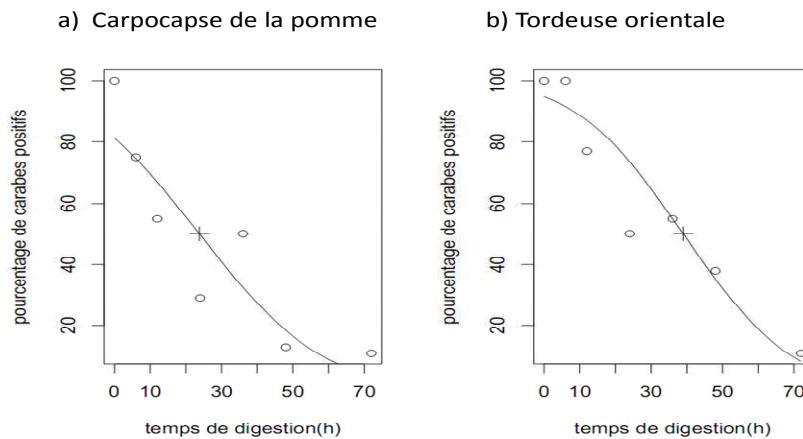 a) Carpocapse de la pomme
pourcentage de carabes positifs
100
80
60
40
20
0 10 30 50 70
temps de digestion(h)
b) Tordeuse orientale
pourcentage de carabes positifs
100
80
60
40
20
0 10 30 50 70
temps de digestion(h)